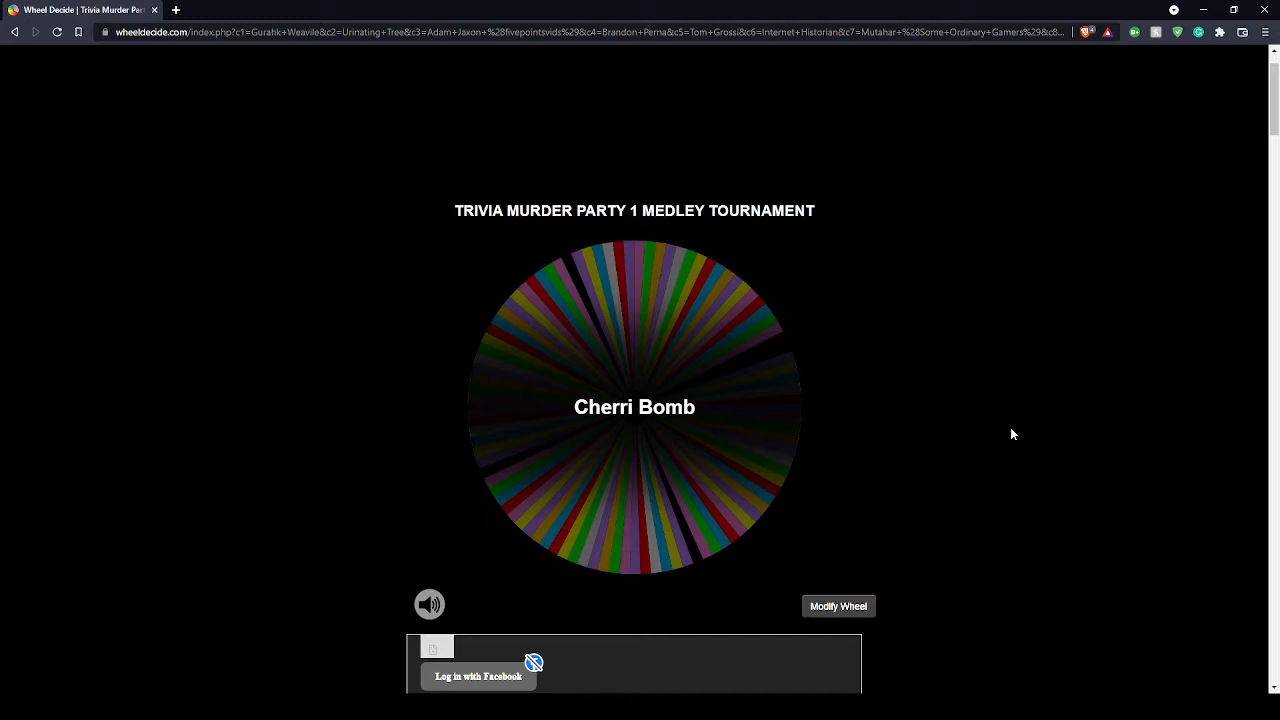 Wheel Decide | Trivia Murder Par
wheeldecide.com/index.php?c1=Gurahk+Weavile&c2=Urinating+Tree&c3=Adam+Jaxon+%28fivepointsvids%29&c4=Brandon+Perna&c5=Tom+Grossi&c6=Internet+Historian&c7=Mutahar+%28Some+Ordinary+Gamers%29&c8...
TRIVIA MURDER PARTY 1 MEDLEY TOURNAMENT
Cherri Bomb
Modify Wheel
Log in with Facebook